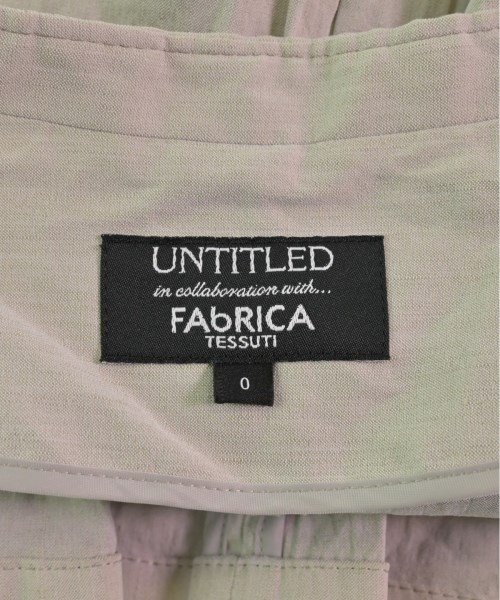 UNTITLED
in collaboration with...
FAbRICA
TESSUTI
0